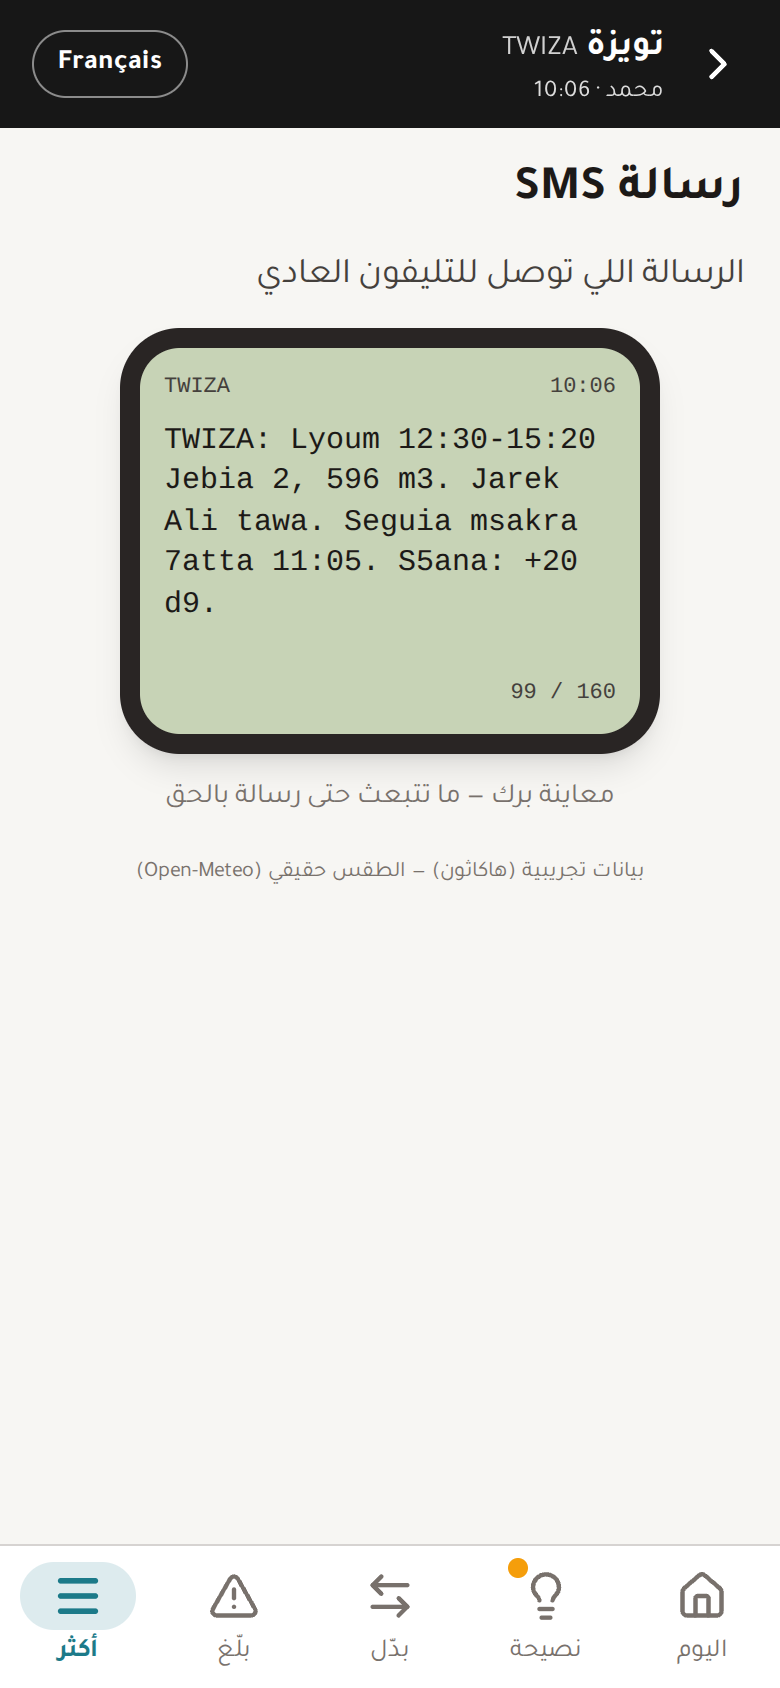 تويزة TWIZA
محمد · 10:06
Français
رسالة SMS
الرسالة اللي توصل للتليفون العادي
TWIZA 10:06
TWIZA: Lyoum 12:30-15:20
Jebia 2, 596 m3. Jarek
Ali tawa. Seguia msakra
7atta 11:05. S5ana: +20
d9.
99 / 160
معاينة برك – ما تتبعث حتى رسالة بالحق
بيانات تجريبية (هاكاثون) – الطقس حقيقي (Open-Meteo)
اليوم
نصيحة
بدّل
بلّغ
أكثر